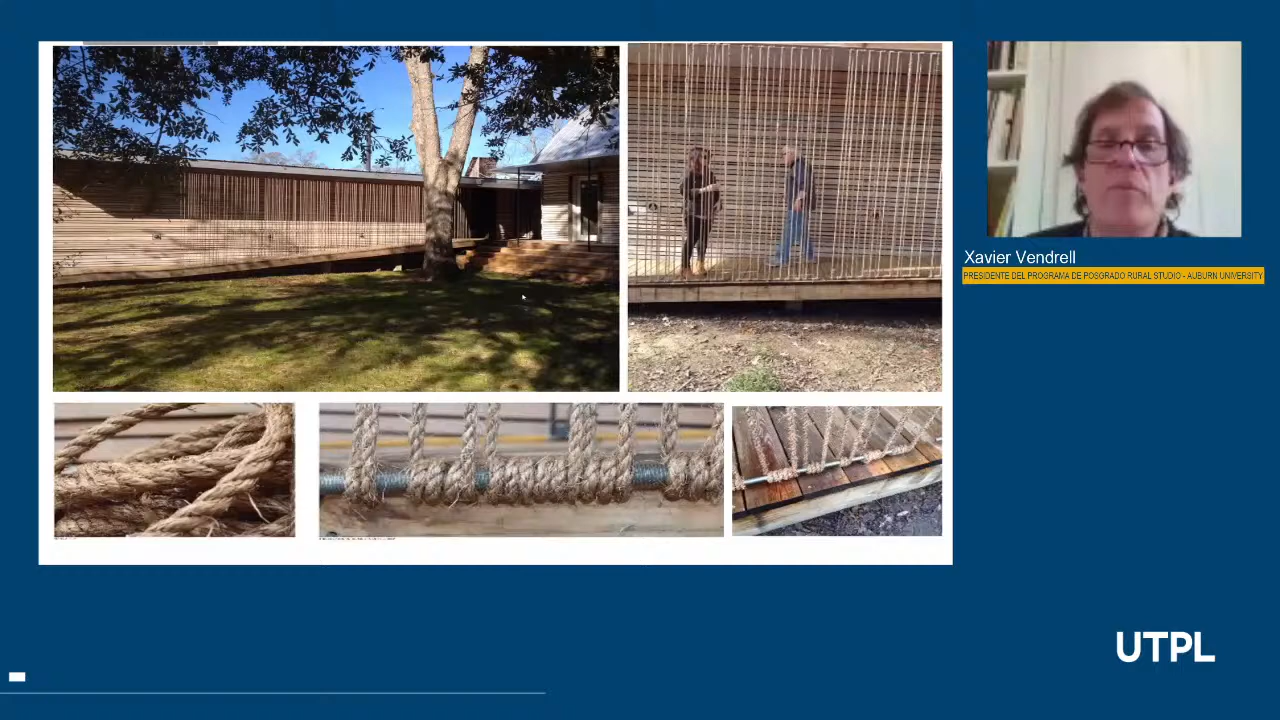 Xavier Vendrell
PRESIDENTE DEL PROGRAMA DE POSGRADO RURAL STUDIO - AUBURN UNIVERSITY
UTPL